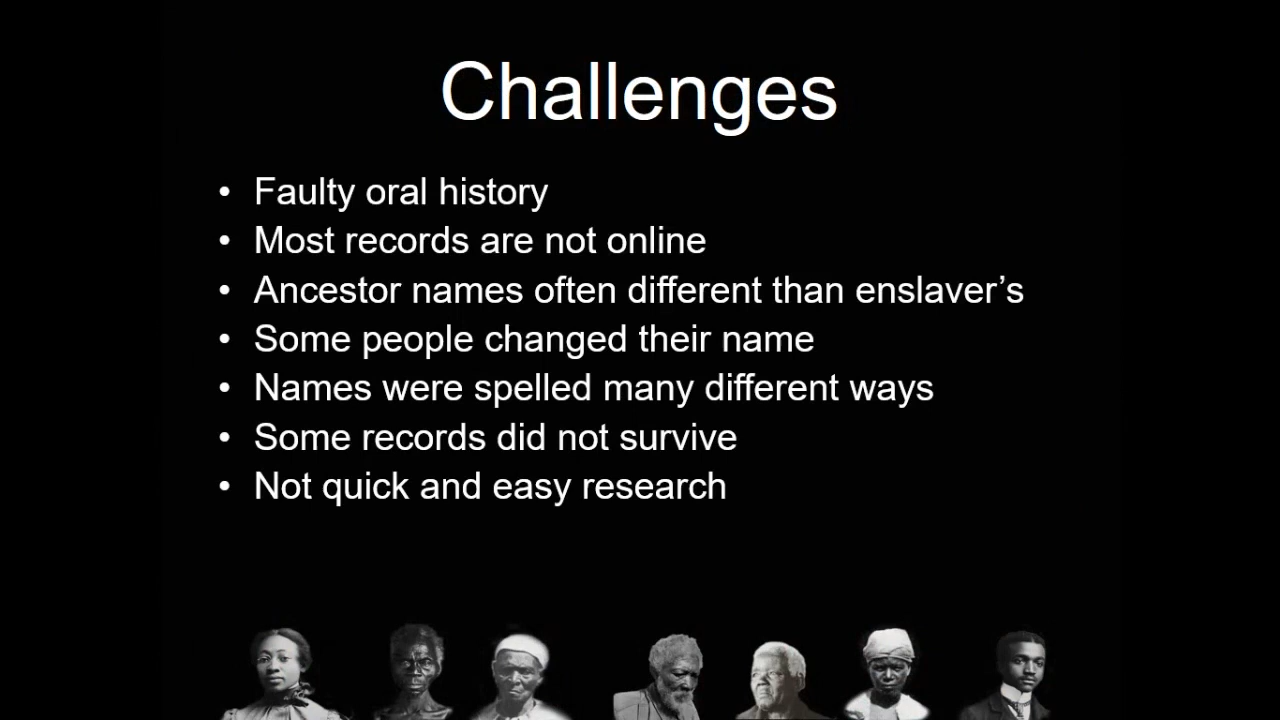 Challenges
• Faulty oral history
• Most records are not online
• Ancestor names often different than enslaver’s
• Some people changed their name
• Names were spelled many different ways
• Some records did not survive
• Not quick and easy research